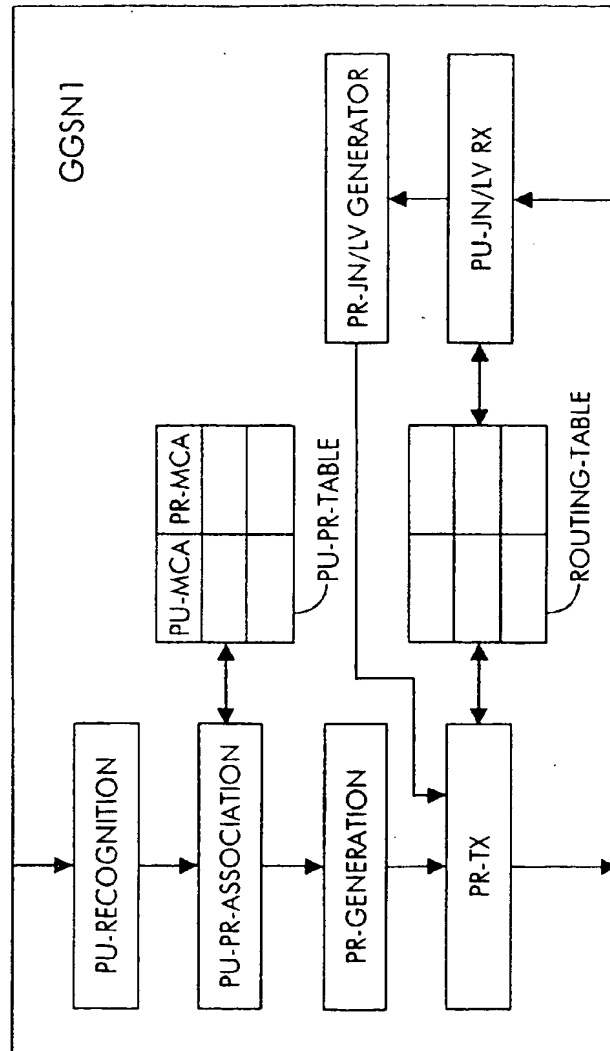 GGSN1
PU-RECOGNITION
PU-PR-ASSOCIATION
PU-MCA PR-MCA
PU-PR-TABLE
PR-GENERATION
PR-JN/LV GENERATOR
PR-TX
ROUTING-TABLE
PU-JN/LV RX